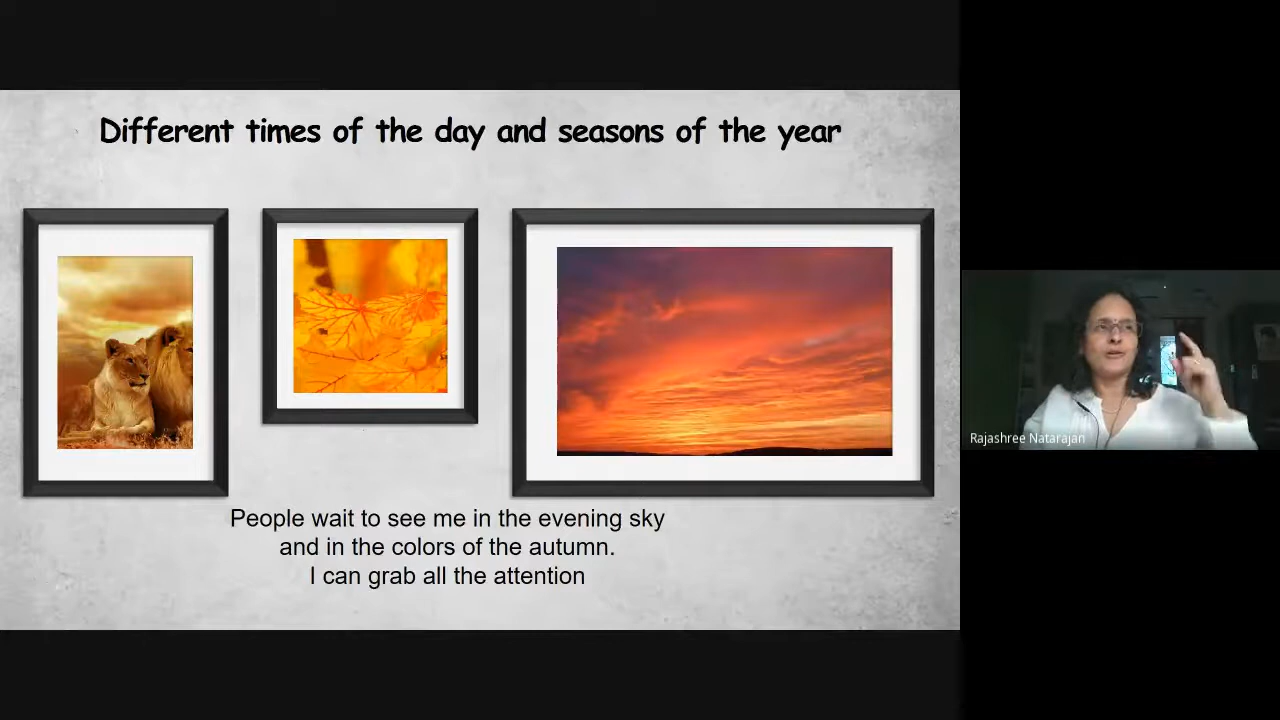 Different times of the day and seasons of the year
People wait to see me in the evening sky
and in the colors of the autumn.
I can grab all the attention
Rajashree Natarajan